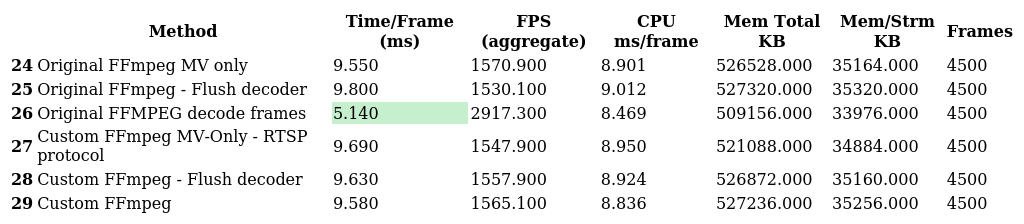 Method Time/Frame (ms) FPS (aggregate) CPU ms/frame Mem Total KB Mem/Strm KB Frames
24 Original FFmpeg MV only 9.550 1570.900 8.901 526528.000 35164.000 4500
25 Original FFmpeg - Flush decoder 9.800 1530.100 9.012 527320.000 35320.000 4500
26 Original FFMPEG decode frames 5.140 2917.300 8.469 509156.000 33976.000 4500
27 Custom FFmpeg MV-Only - RTSP protocol 9.690 1547.900 8.950 521088.000 34884.000 4500
28 Custom FFmpeg - Flush decoder 9.630 1557.900 8.924 526872.000 35160.000 4500
29 Custom FFmpeg 9.580 1565.100 8.836 527236.000 35256.000 4500